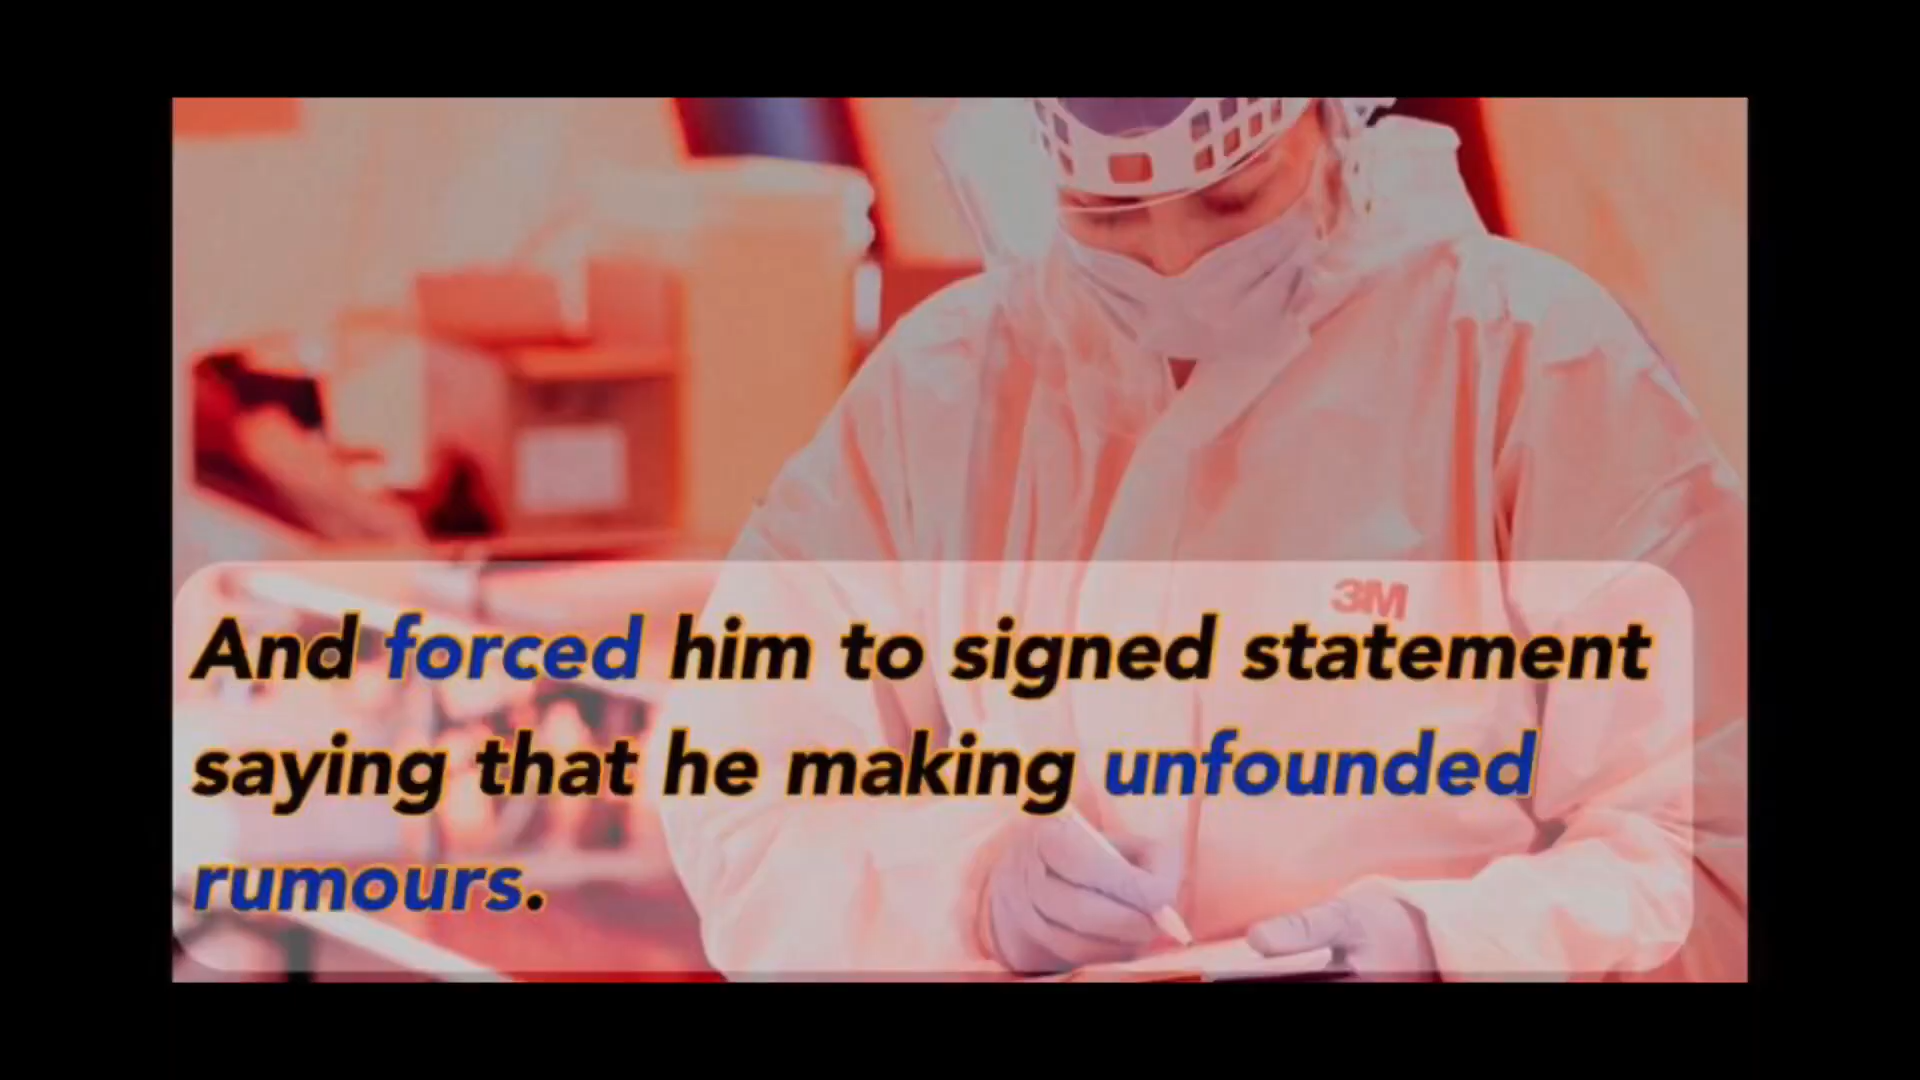 3M
And forced him to signed statement
saying that he making unfounded
rumours.